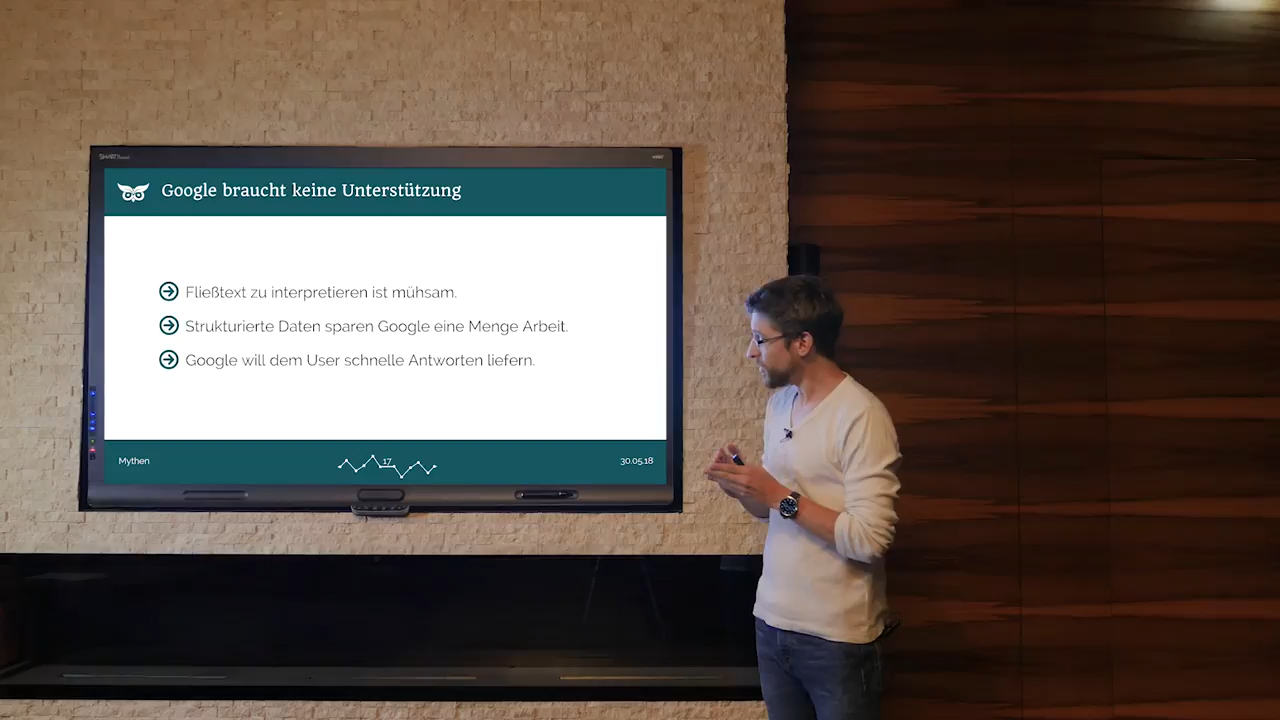 Google braucht keine Unterstützung
Fließtext zu interpretieren ist mühsam.
Strukturierte Daten sparen Google eine Menge Arbeit.
Google will dem User schnelle Antworten liefern.
Mythen
17
30.05.18